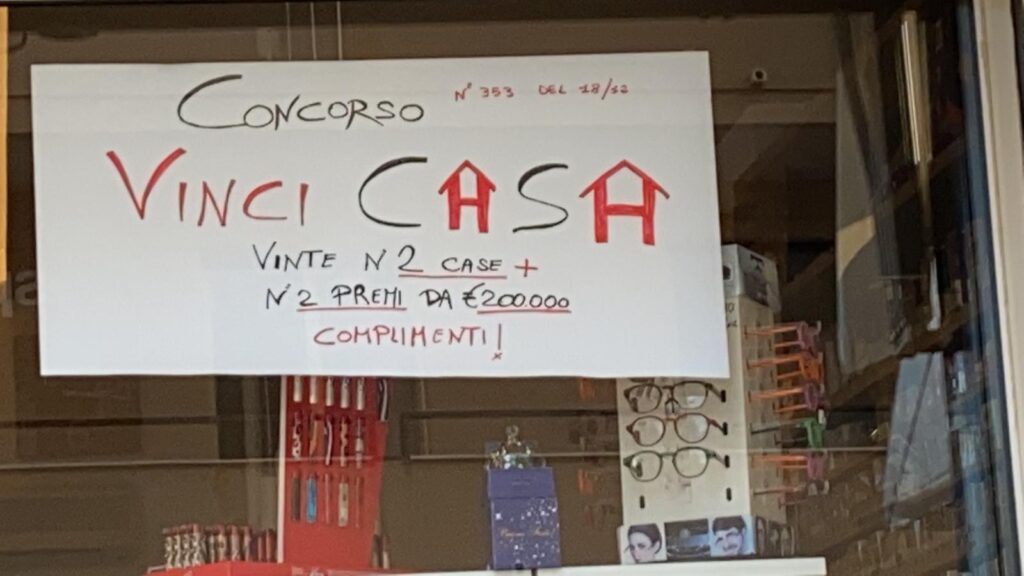 CONCORSO N° 353 DEL 18/12
VINCI CASA
VINTE N° 2 CASE +
N° 2 PREMI DA €200.000
COMPLIMENTI!